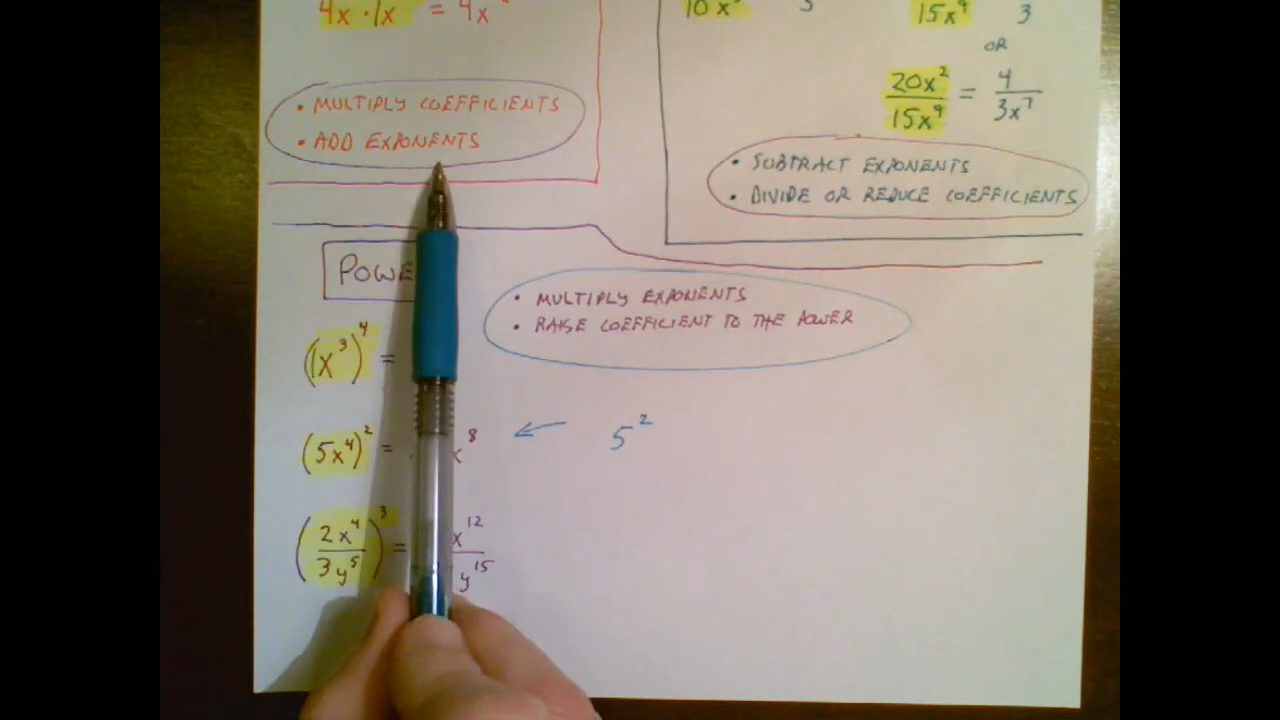 4x · 1x = 4x
• MULTIPLY COEFFICIENTS
• ADD EXPONENTS
10x
15x⁹ 3
OR
20x² / 15x⁹ = 4 / 3x⁷
• SUBTRACT EXPONENTS
• DIVIDE OR REDUCE COEFFICIENTS
POWE
• MULTIPLY EXPONENTS
• RAISE COEFFICIENT TO THE POWER
(1x³)⁴ =
(5x⁴)² = x⁸ ← 5²
(2x⁴ / 3y⁵)³ = x¹² / y¹⁵